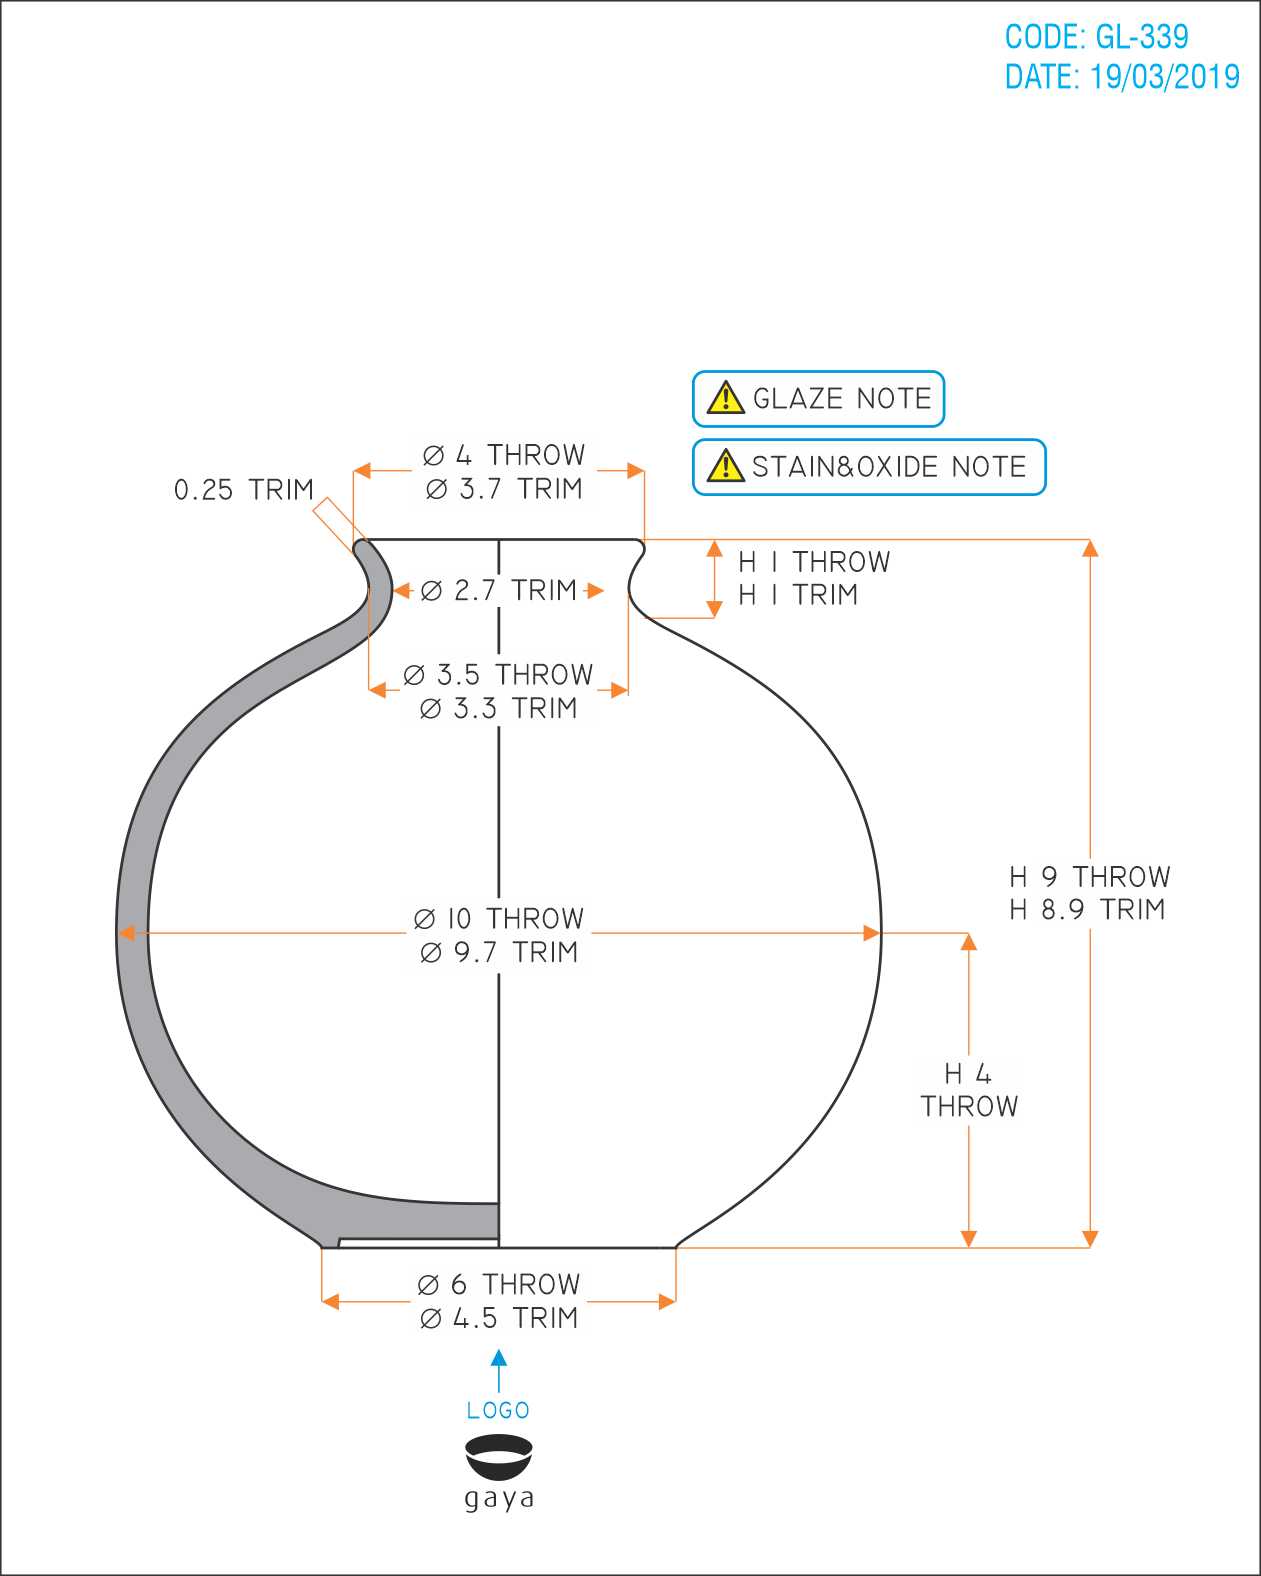 CODE: GL-339
DATE: 19/03/2019
GLAZE NOTE
STAIN&OXIDE NOTE
Ø 4 THROW
Ø 3.7 TRIM
0.25 TRIM
H 1 THROW
H 1 TRIM
Ø 2.7 TRIM
Ø 3.5 THROW
Ø 3.3 TRIM
H 9 THROW
H 8.9 TRIM
Ø 10 THROW
Ø 9.7 TRIM
H 4
THROW
Ø 6 THROW
Ø 4.5 TRIM
LOGO
gaya